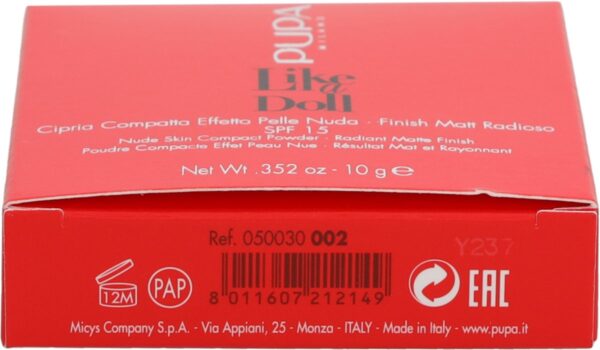 PUPA
MILANO
Like
a
Doll
Cipria Compatta Effetto Pelle Nuda · Finish Matt Radioso
SPF 15
Nude Skin Compact Powder · Radiant Matte Finish
Poudre Compacte Effet Peau Nue · Résultat Mat et Rayonnant
Net Wt. .352 oz - 10 g e
Ref. 050030 002
Y237
12M
PAP
EAC
8 011607 212149
Micys Company S.p.A. - Via Appiani, 25 - Monza - ITALY - Made in Italy - www.pupa.it